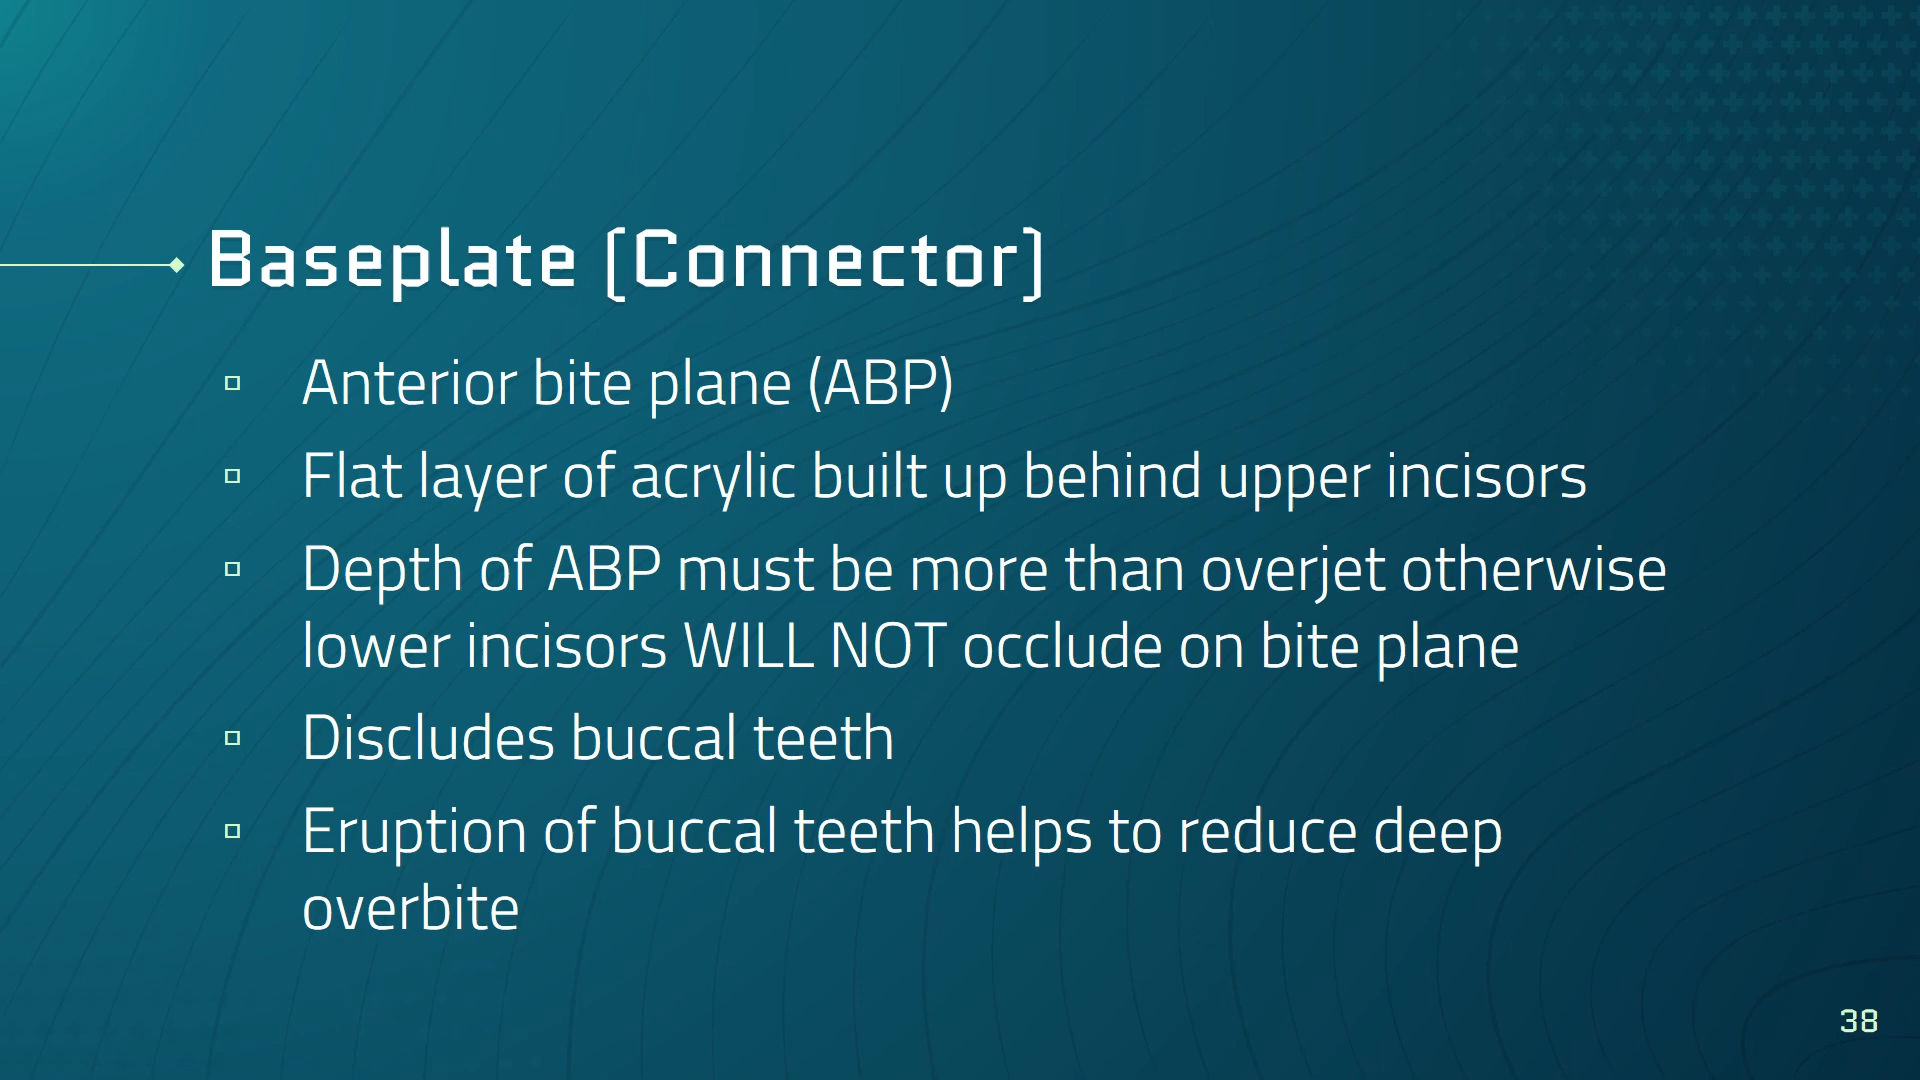 Baseplate (Connector)
Anterior bite plane (ABP)
Flat layer of acrylic built up behind upper incisors
Depth of ABP must be more than overjet otherwise
lower incisors WILL NOT occlude on bite plane
Discludes buccal teeth
Eruption of buccal teeth helps to reduce deep
overbite
38